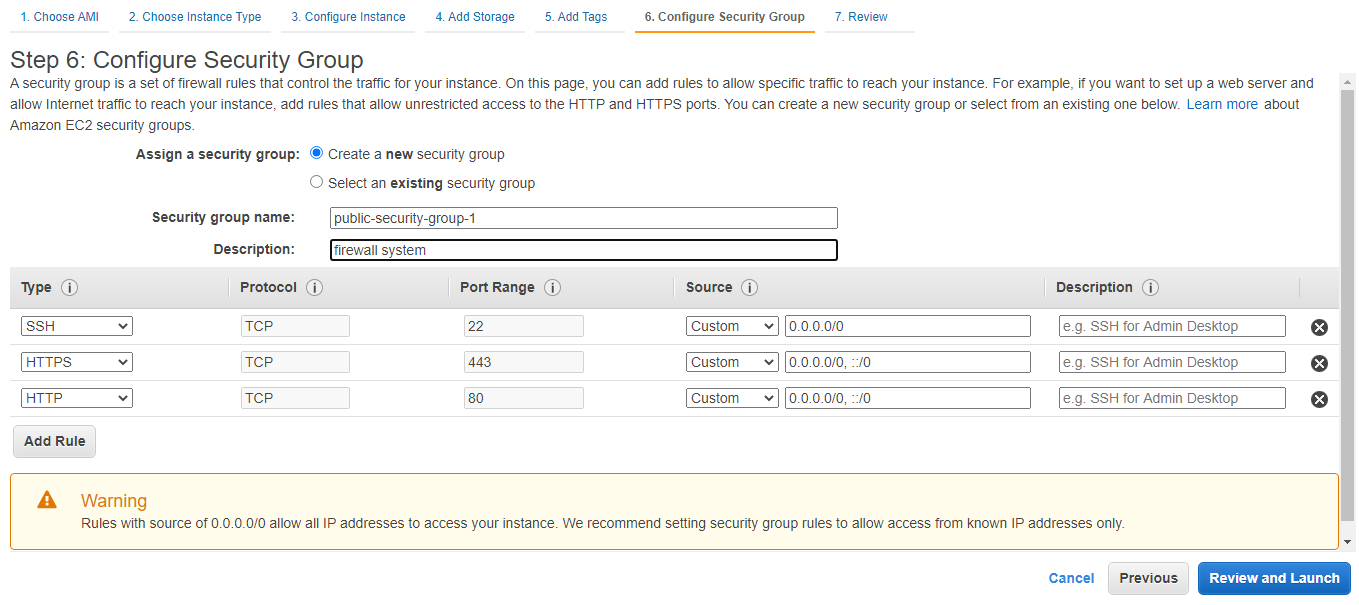 1. Choose AMI 2. Choose Instance Type 3. Configure Instance 4. Add Storage 5. Add Tags 6. Configure Security Group 7. Review
Step 6: Configure Security Group
A security group is a set of firewall rules that control the traffic for your instance. On this page, you can add rules to allow specific traffic to reach your instance. For example, if you want to set up a web server and
allow Internet traffic to reach your instance, add rules that allow unrestricted access to the HTTP and HTTPS ports. You can create a new security group or select from an existing one below. Learn more about
Amazon EC2 security groups.
Assign a security group: Create a new security group
Select an existing security group
Security group name: public-security-group-1
Description: firewall system
Type i Protocol i Port Range i Source i Description i
SSH TCP 22 Custom 0.0.0.0/0 e.g. SSH for Admin Desktop
HTTPS TCP 443 Custom 0.0.0.0/0, ::/0 e.g. SSH for Admin Desktop
HTTP TCP 80 Custom 0.0.0.0/0, ::/0 e.g. SSH for Admin Desktop
Add Rule
Warning
Rules with source of 0.0.0.0/0 allow all IP addresses to access your instance. We recommend setting security group rules to allow access from known IP addresses only.
Cancel Previous Review and Launch